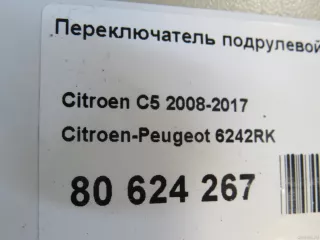 Переключатель подрулевой
Citroen C5 2008-2017
Citroen-Peugeot 6242RK
80 624 267